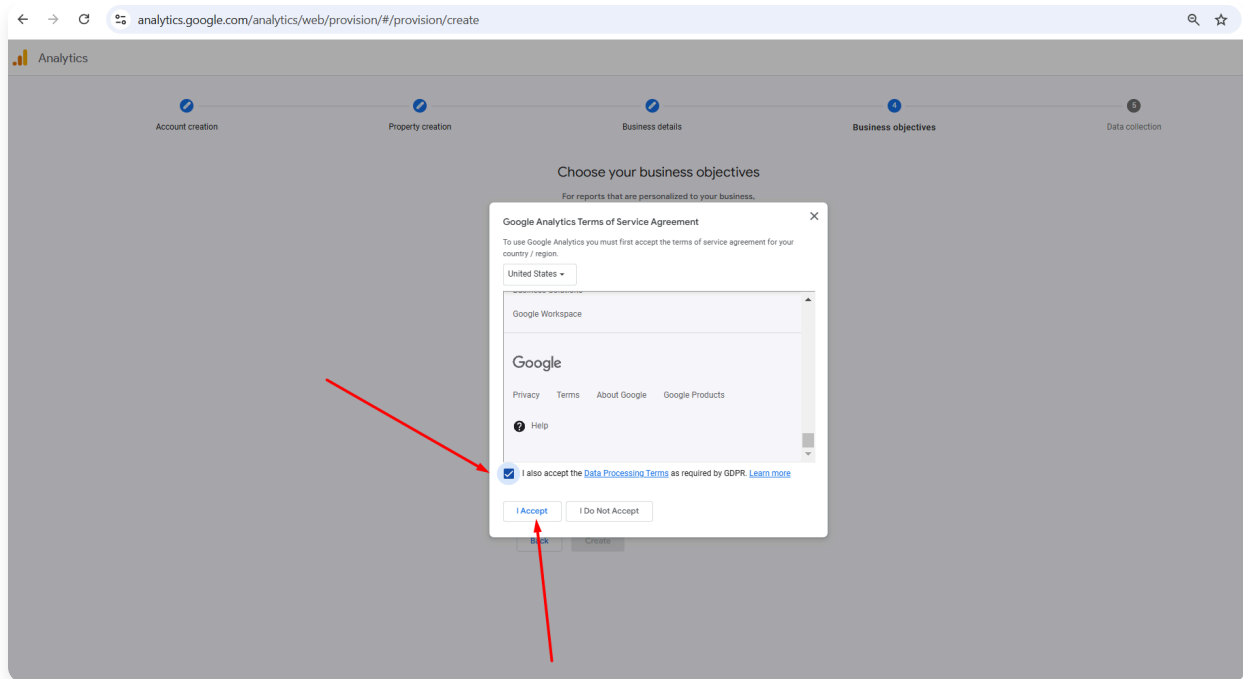 analytics.google.com/analytics/web/provision/#/provision/create
Analytics
4
5
Account creation
Property creation
Business details
Business objectives
Data collection
Choose your business objectives
For reports that are personalized to your business,
Google Analytics Terms of Service Agreement
To use Google Analytics you must first accept the terms of service agreement for your
country / region.
United States
Google Workspace
Google
Privacy Terms About Google Google Products
? Help
I also accept the Data Processing Terms as required by GDPR. Learn more
I Accept I Do Not Accept
Back Create